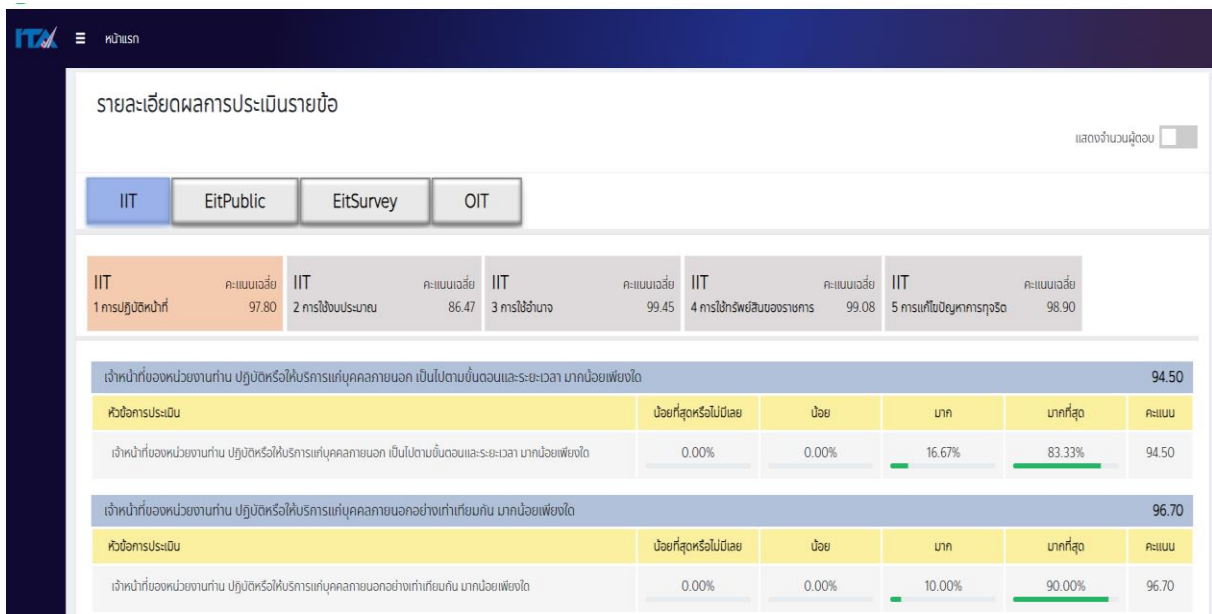 ITA หน้าแรก
รายละเอียดผลการประเมินรายข้อ
แสดงจำนวนผู้ตอบ
IIT EitPublic EitSurvey OIT
IIT คะแนนเฉลี่ย IIT คะแนนเฉลี่ย IIT คะแนนเฉลี่ย IIT คะแนนเฉลี่ย IIT คะแนนเฉลี่ย
1 การปฏิบัติหน้าที่ 97.80 2 การใช้งบประมาณ 86.47 3 การใช้อำนาจ 99.45 4 การใช้ทรัพย์สินของราชการ 99.08 5 การแก้ไขปัญหาการทุจริต 98.90
เจ้าหน้าที่ของหน่วยงานท่าน ปฏิบัติหรือให้บริการแก่บุคคลภายนอก เป็นไปตามขั้นตอนและระยะเวลา มากน้อยเพียงใด 94.50
หัวข้อการประเมิน น้อยที่สุดหรือไม่มีเลย น้อย มาก มากที่สุด คะแนน
เจ้าหน้าที่ของหน่วยงานท่าน ปฏิบัติหรือให้บริการแก่บุคคลภายนอก เป็นไปตามขั้นตอนและระยะเวลา มากน้อยเพียงใด 0.00% 0.00% 16.67% 83.33% 94.50
เจ้าหน้าที่ของหน่วยงานท่าน ปฏิบัติหรือให้บริการแก่บุคคลภายนอกอย่างเท่าเทียมกัน มากน้อยเพียงใด 96.70
หัวข้อการประเมิน น้อยที่สุดหรือไม่มีเลย น้อย มาก มากที่สุด คะแนน
เจ้าหน้าที่ของหน่วยงานท่าน ปฏิบัติหรือให้บริการแก่บุคคลภายนอกอย่างเท่าเทียมกัน มากน้อยเพียงใด 0.00% 0.00% 10.00% 90.00% 96.70